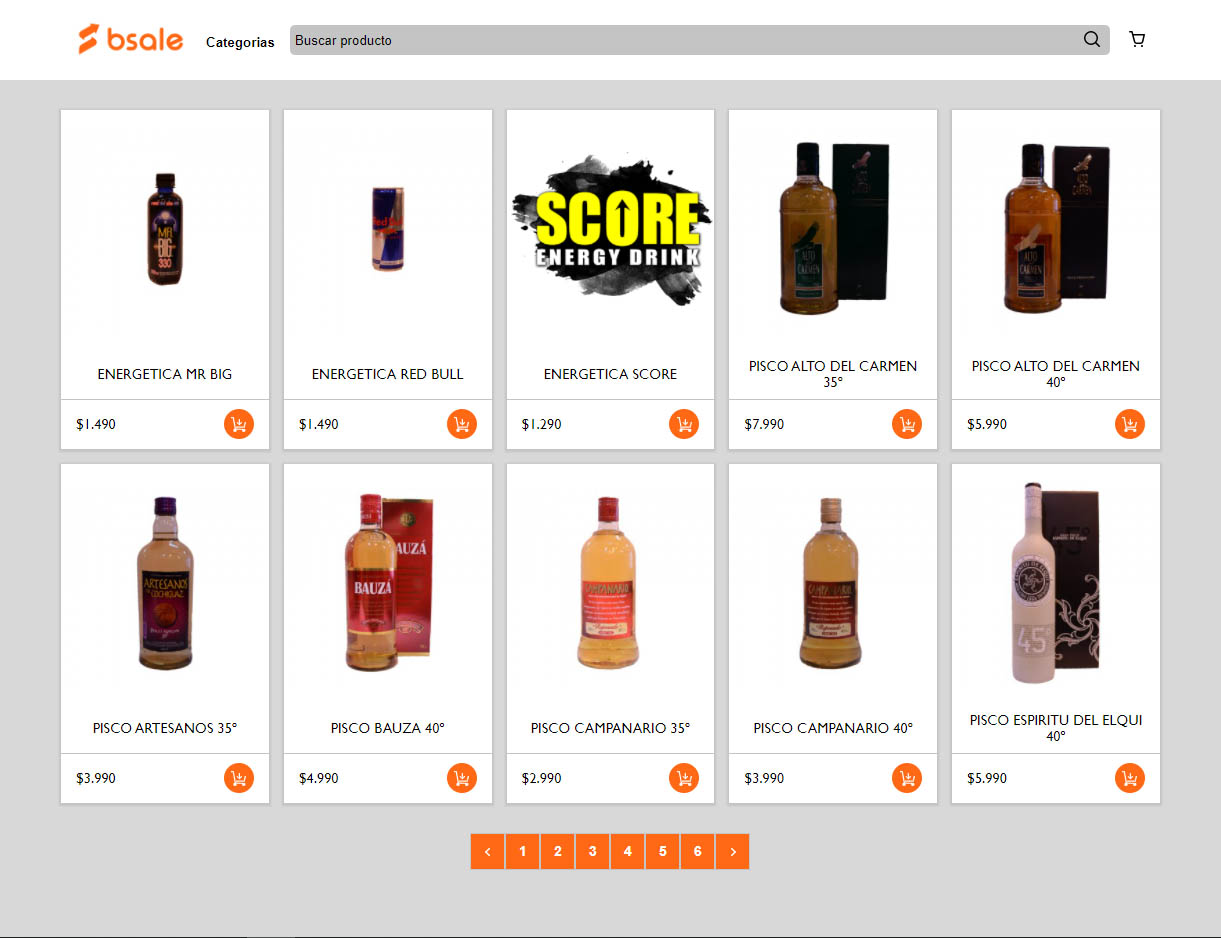 bsale
Categorias
Buscar producto
MR.
BIG
330
Red Bull
SCORE
ENERGY DRINK
ALTO
DEL
CARMEN
ALTO
DEL
CARMEN
ALTO
CARMEN
ENERGETICA MR BIG
ENERGETICA RED BULL
ENERGETICA SCORE
PISCO ALTO DEL CARMEN
35°
PISCO ALTO DEL CARMEN
40°
$1.490
$1.490
$1.290
$7.990
$5.990
ARTESANOS
COCHIGUAZ
BAUZÁ
BAUZÁ
CAMPANARIO
CAMPANARIO
45°
PISCO ARTESANOS 35°
PISCO BAUZA 40°
PISCO CAMPANARIO 35°
PISCO CAMPANARIO 40°
PISCO ESPIRITU DEL ELQUI
40°
$3.990
$4.990
$2.990
$3.990
$5.990
‹ 1 2 3 4 5 6 ›